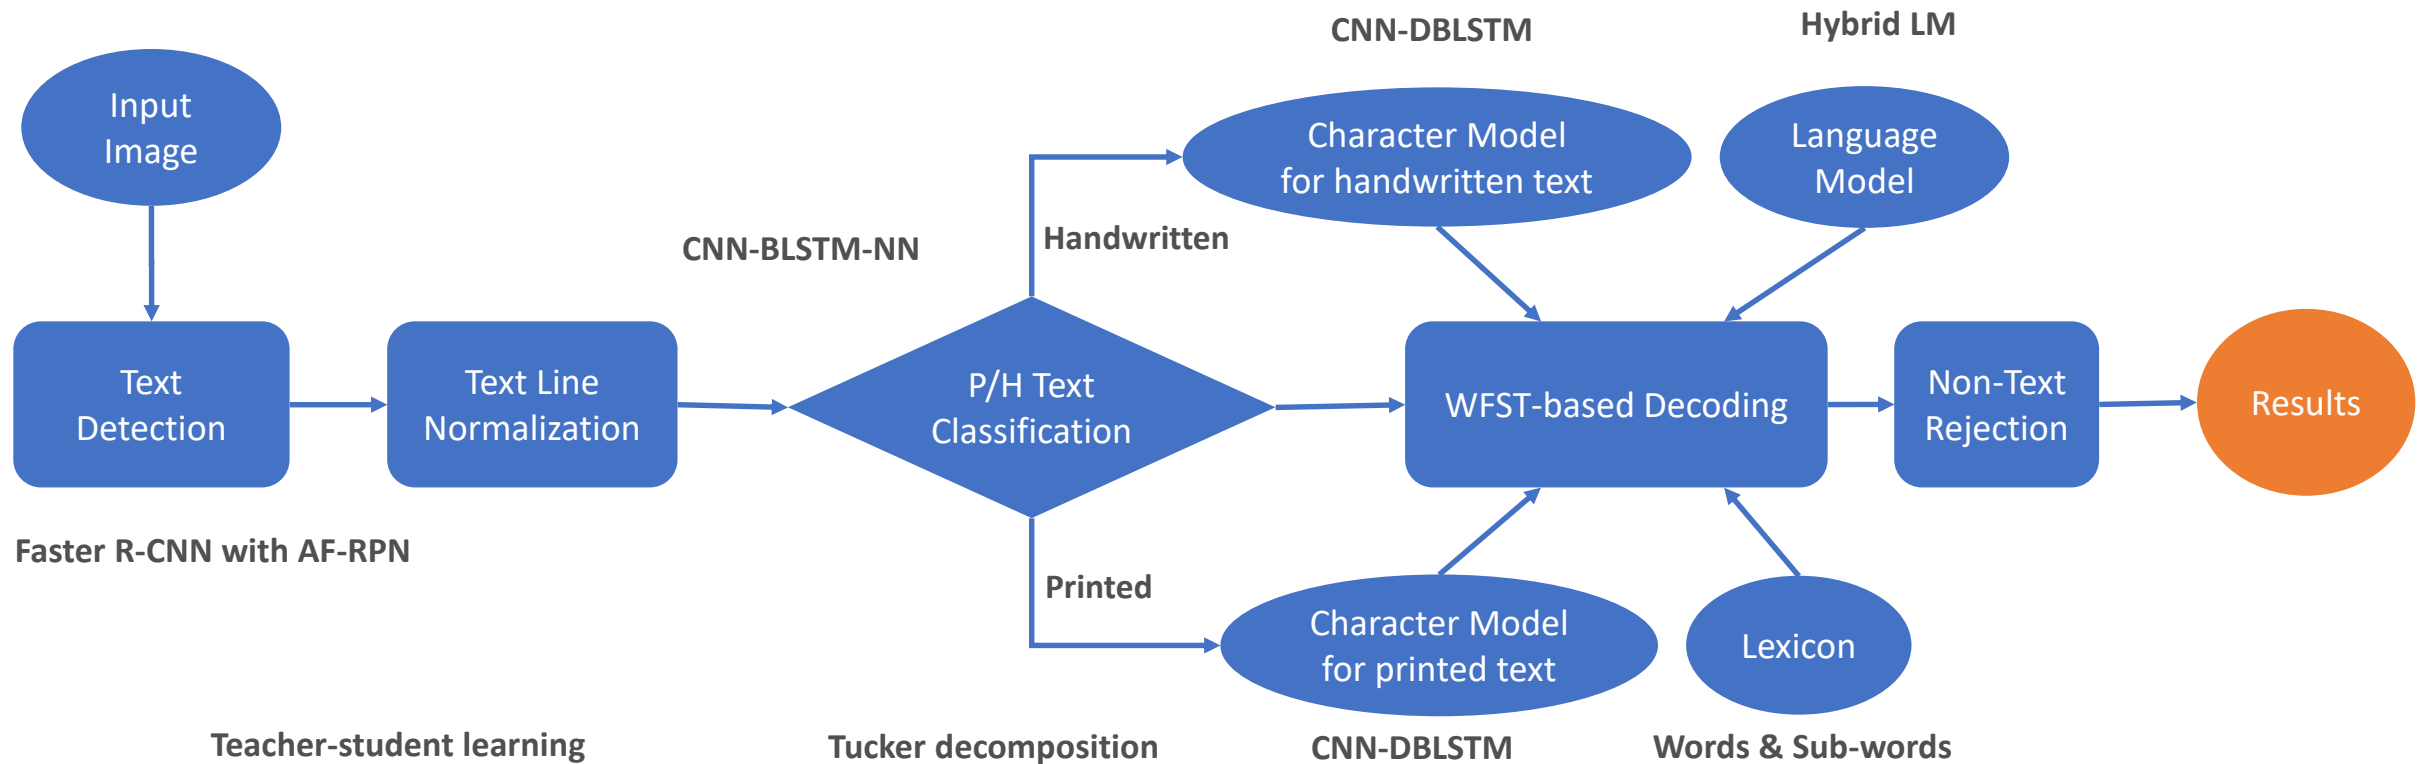 CNN-DBLSTM
Hybrid LM
Input
Image
Character Model
for handwritten text
Language
Model
CNN-BLSTM-NN
Handwritten
Text
Detection
Text Line
Normalization
P/H Text
Classification
WFST-based Decoding
Non-Text
Rejection
Results
Faster R-CNN with AF-RPN
Printed
Character Model
for printed text
Lexicon
Teacher-student learning
Tucker decomposition
CNN-DBLSTM
Words & Sub-words